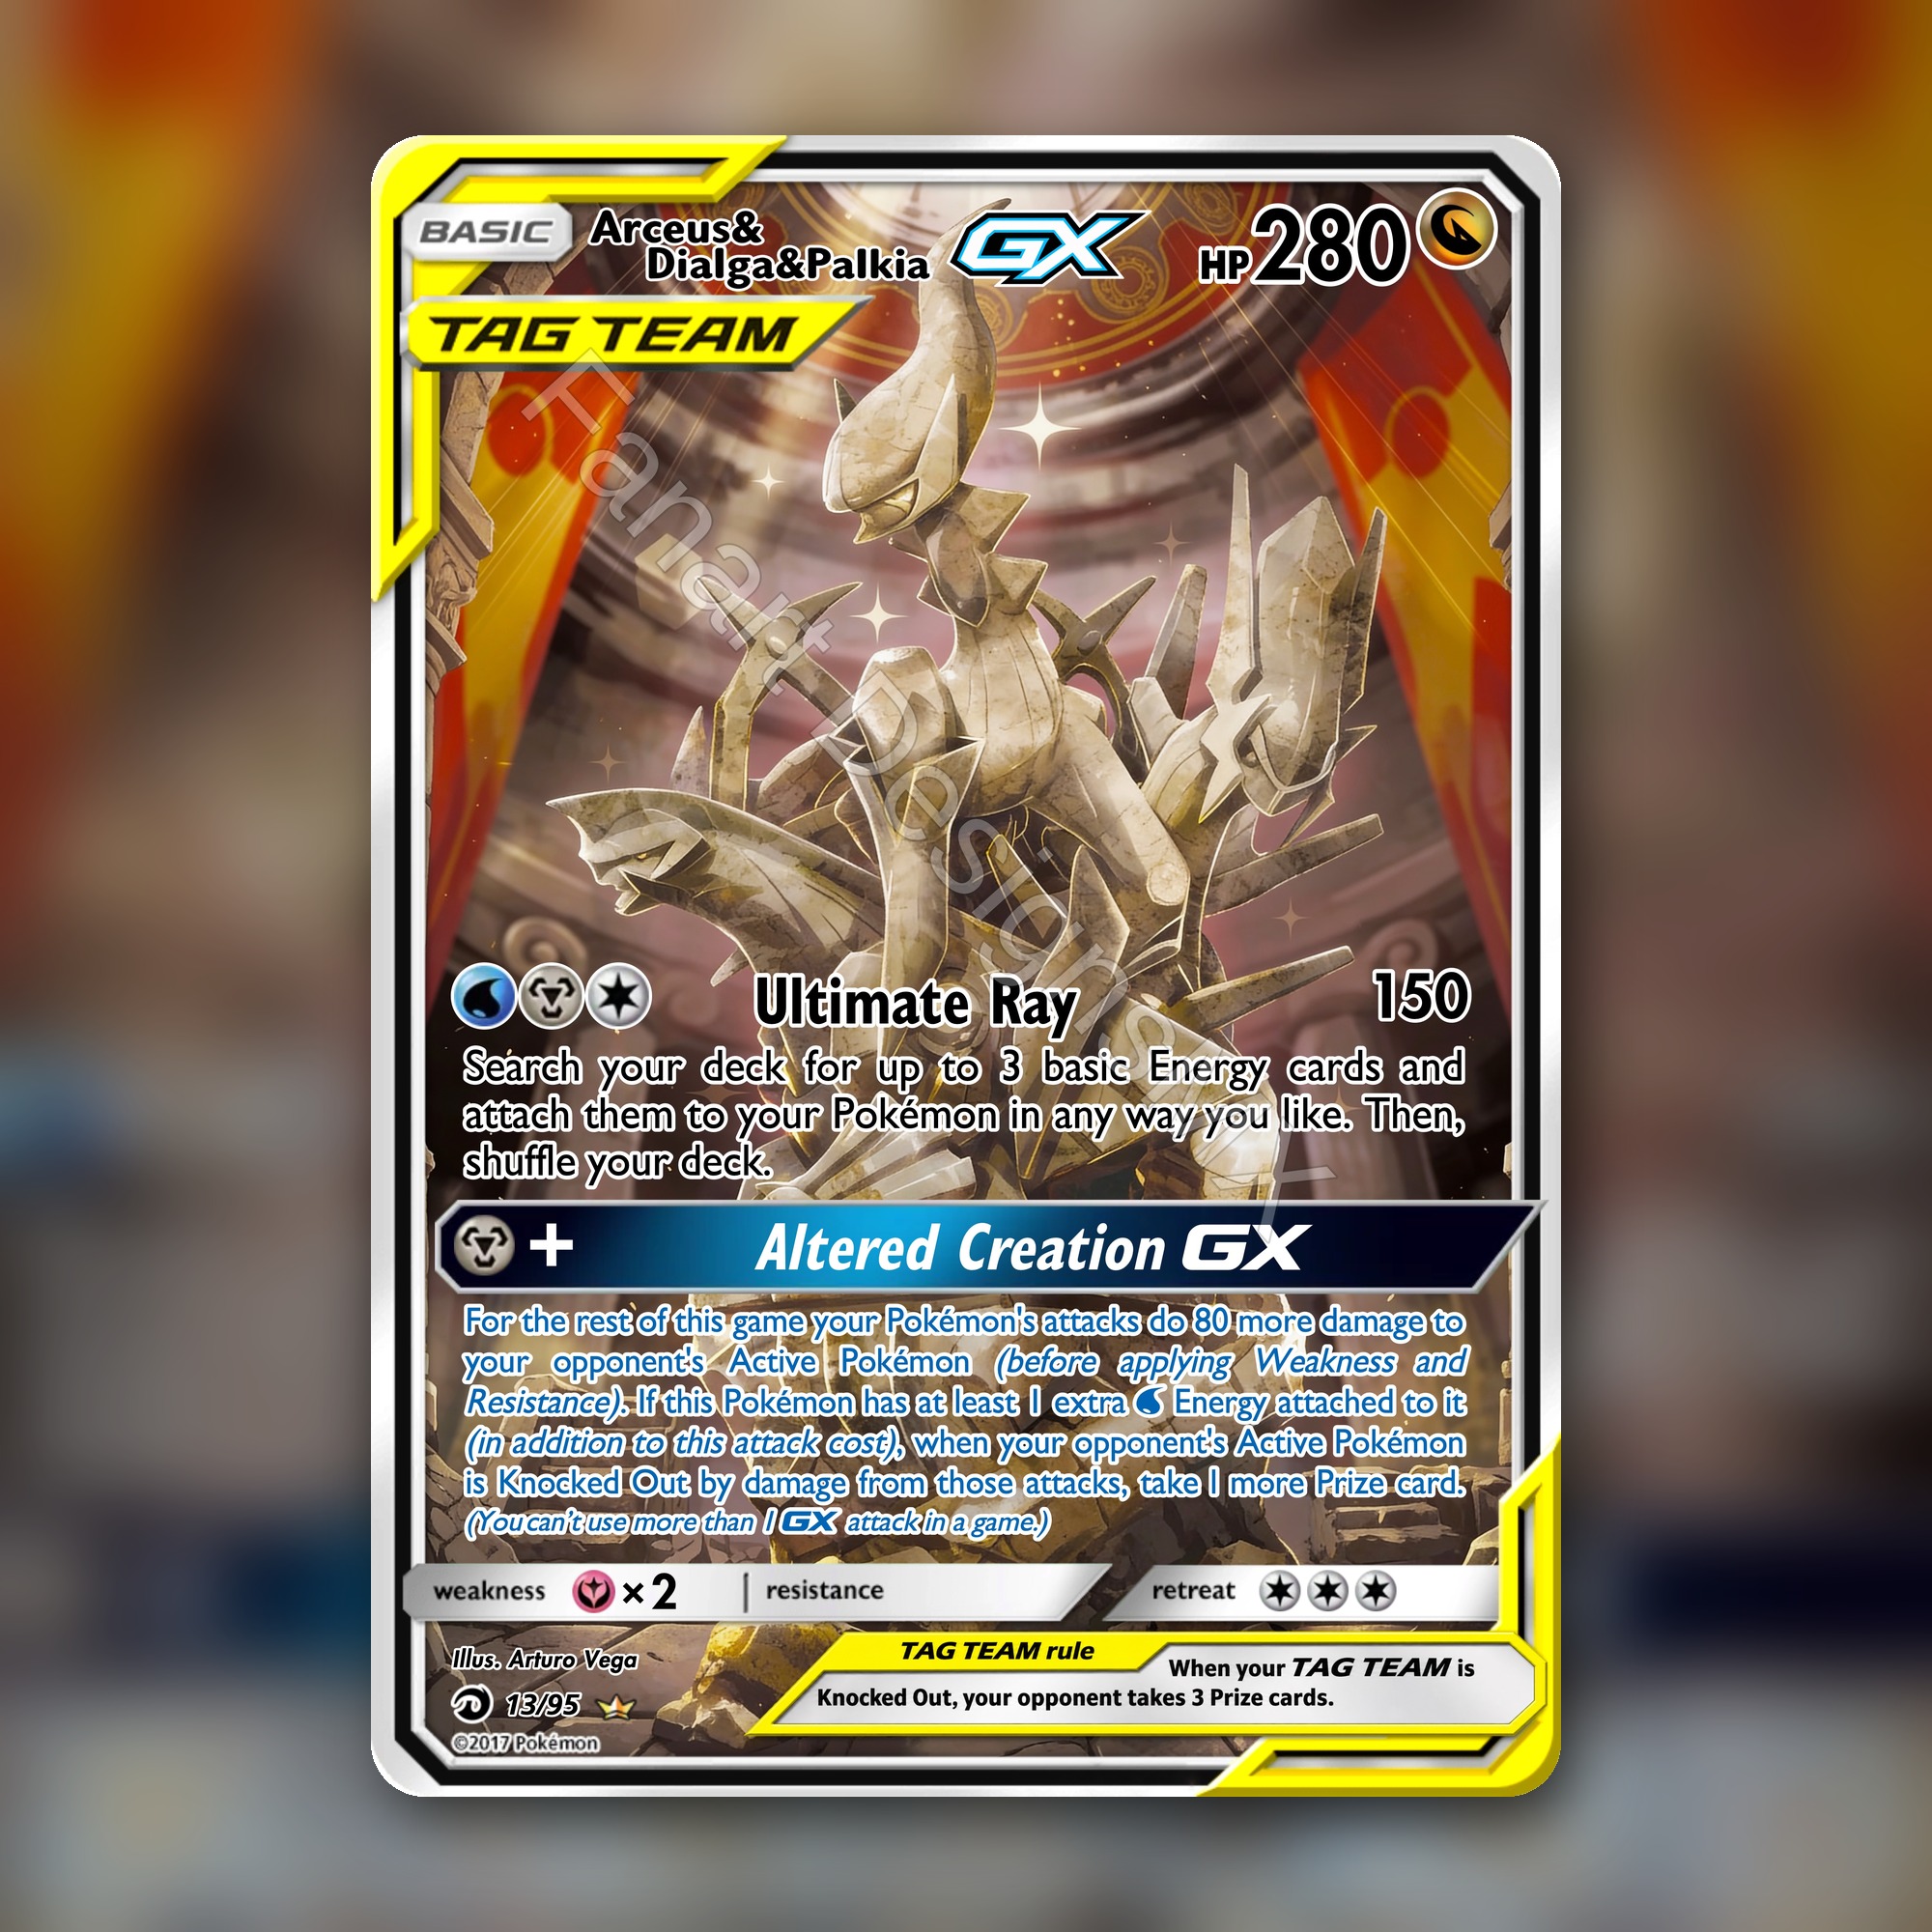 BASIC
Arceus&
Dialga&Palkia GX
HP 280
TAG TEAM
Fanart Designs MX
Ultimate Ray 150
Search your deck for up to 3 basic Energy cards and
attach them to your Pokémon in any way you like. Then,
shuffle your deck.
+ Altered Creation GX
For the rest of this game your Pokémon's attacks do 80 more damage to
your opponent's Active Pokémon (before applying Weakness and
Resistance). If this Pokémon has at least 1 extra Energy attached to it
(in addition to this attack cost), when your opponent's Active Pokémon
is Knocked Out by damage from those attacks, take 1 more Prize card.
(You can't use more than 1 GX attack in a game.)
weakness ×2 resistance retreat
Illus. Arturo Vega
13/95
©2017 Pokémon
TAG TEAM rule
When your TAG TEAM is
Knocked Out, your opponent takes 3 Prize cards.